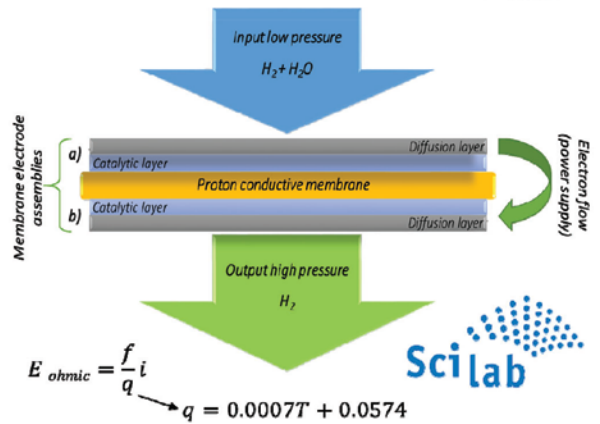 Input low pressure
H₂ + H₂O
Membrane electrode
assemblies
a)
Diffusion layer
Catalytic layer
Proton conductive membrane
b)
Catalytic layer
Diffusion layer
Electron flow
(power supply)
Output high pressure
H₂
E ohmic = f/q i
q = 0.0007T + 0.0574
Scilab